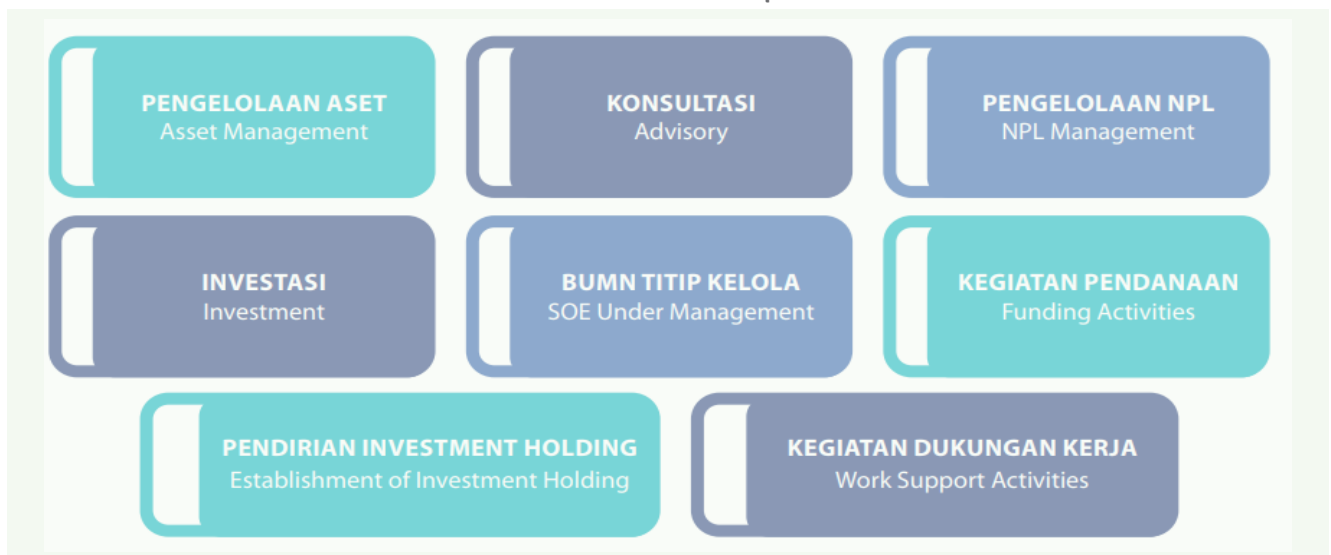 PENGELOLAAN ASET
Asset Management
KONSULTASI
Advisory
PENGELOLAAN NPL
NPL Management
INVESTASI
Investment
BUMN TITIP KELOLA
SOE Under Management
KEGIATAN PENDANAAN
Funding Activities
PENDIRIAN INVESTMENT HOLDING
Establishment of Investment Holding
KEGIATAN DUKUNGAN KERJA
Work Support Activities